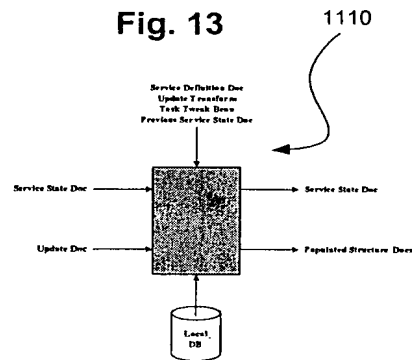 Fig. 13
1110
Service Definition Doc
Update Transform
Task Tweak Bean
Previous Service State Doc
Service State Doc
Service State Doc
Update Doc
Populated Structure Docs
Local
DB